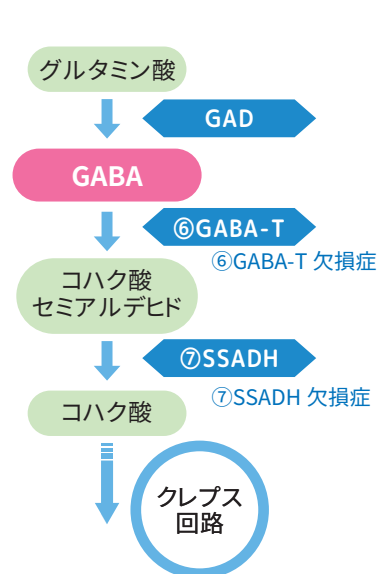 グルタミン酸
GAD
GABA
⑥GABA-T
⑥GABA-T 欠損症
コハク酸
セミアルデヒド
⑦SSADH
⑦SSADH 欠損症
コハク酸
クレプス
回路